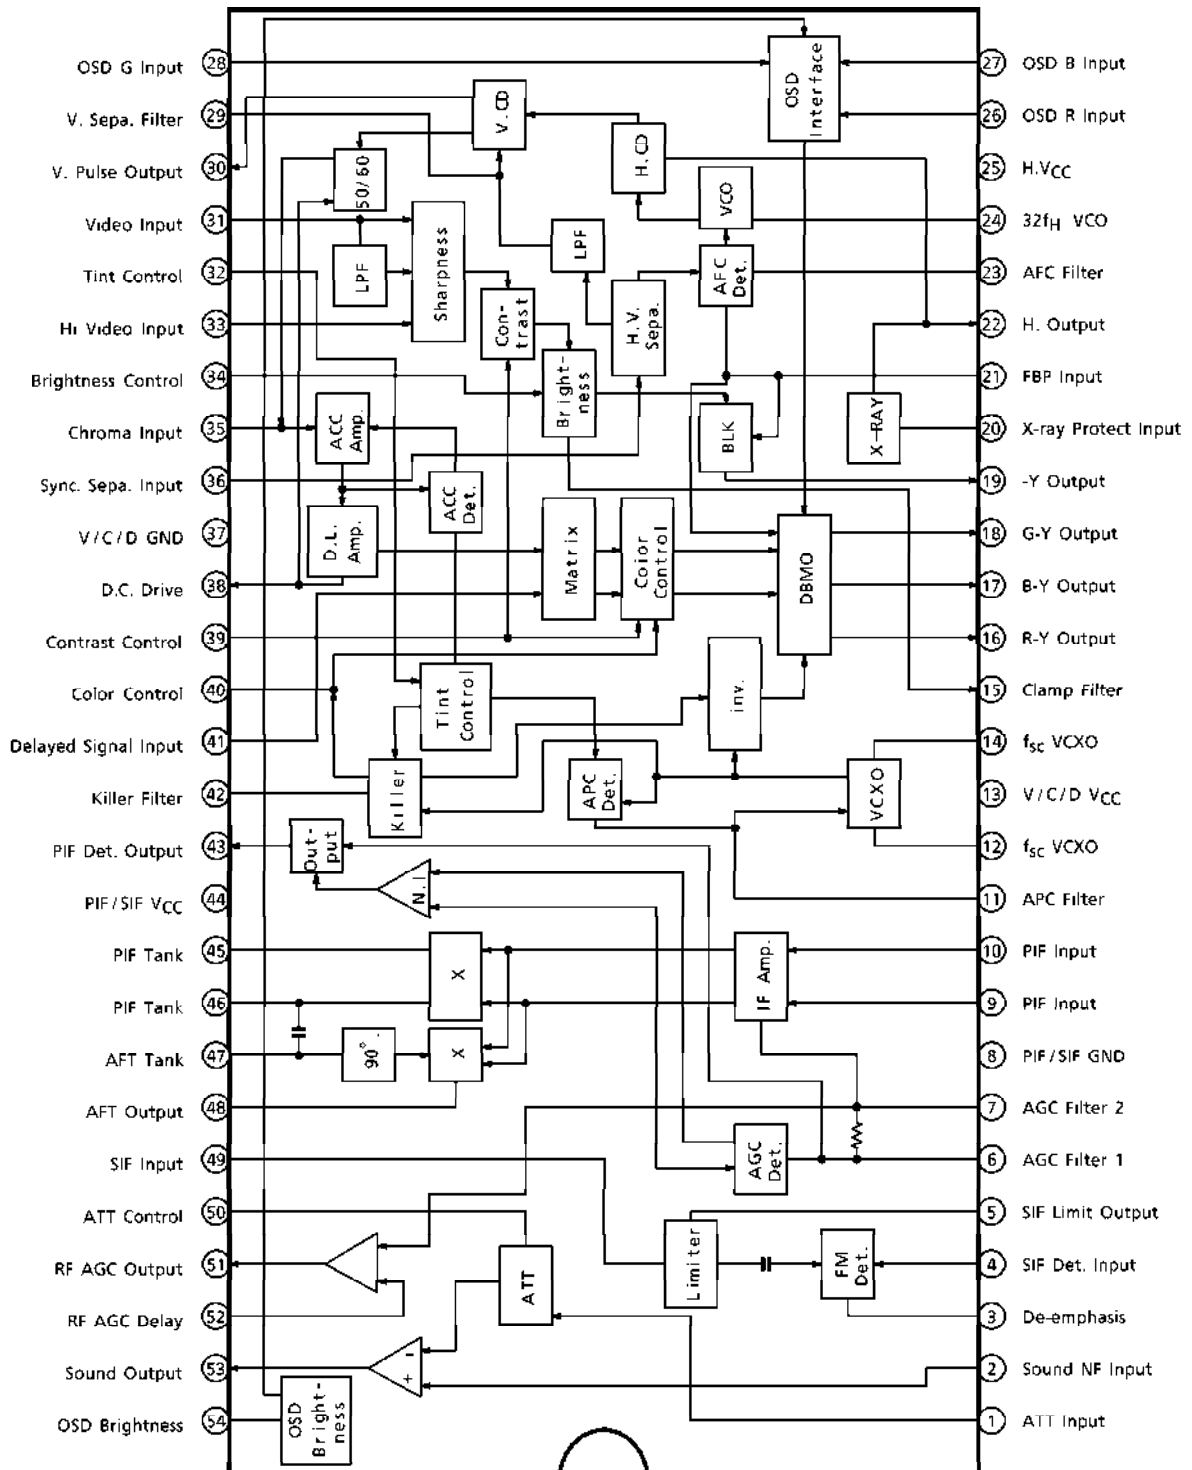 28 OSD G Input
29 V. Sepa. Filter
30 V. Pulse Output
31 Video Input
32 Tint Control
33 Hi Video Input
34 Brightness Control
35 Chroma Input
36 Sync. Sepa. Input
37 V/C/D GND
38 D.C. Drive
39 Contrast Control
40 Color Control
41 Delayed Signal Input
42 Killer Filter
43 PIF Det. Output
44 PIF/SIF VCC
45 PIF Tank
46 PIF Tank
47 AFT Tank
48 AFT Output
49 SIF Input
50 ATT Control
51 RF AGC Output
52 RF AGC Delay
53 Sound Output
54 OSD Brightness
OSD
Interface
V.CD
H.CD
50/60
VCO
LPF
Sharpness
LPF
AFC
Det.
Con-
trast
H.V.
Sepa.
Bright-
ness
ACC
Amp.
BLK
X-RAY
ACC
Det.
D.L.
Amp.
Matrix
Color
Control
DBMO
Tint
Control
inv.
Killer
APC
Det.
VCXO
Out-
put
N.I
X
IF Amp.
90°.
X
AGC
Det.
Limiter
FM
Det.
ATT
+ −
OSD
Bright-
ness
27 OSD B Input
26 OSD R Input
25 H.VCC
24 32fH VCO
23 AFC Filter
22 H. Output
21 FBP Input
20 X-ray Protect Input
19 -Y Output
18 G-Y Output
17 B-Y Output
16 R-Y Output
15 Clamp Filter
14 fsc VCXO
13 V/C/D VCC
12 fsc VCXO
11 APC Filter
10 PIF Input
9 PIF Input
8 PIF/SIF GND
7 AGC Filter 2
6 AGC Filter 1
5 SIF Limit Output
4 SIF Det. Input
3 De-emphasis
2 Sound NF Input
1 ATT Input